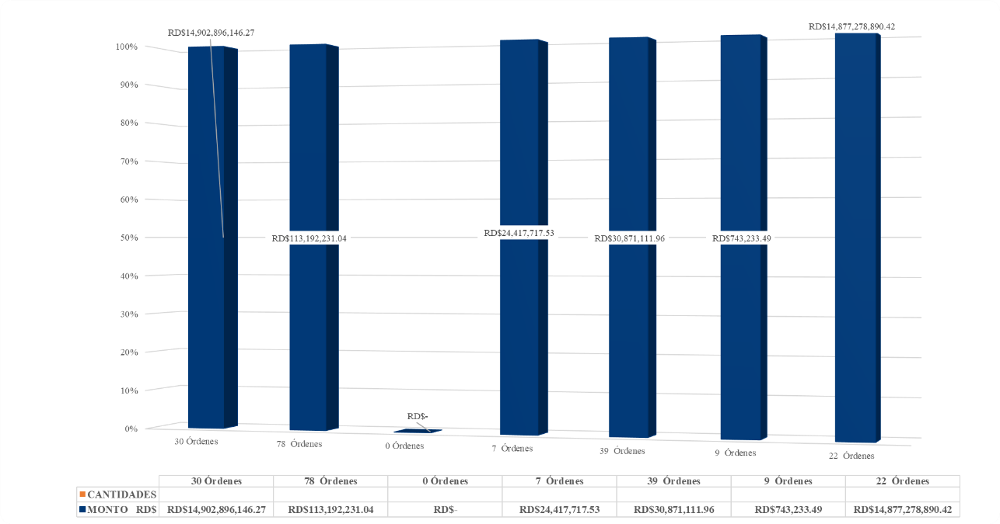 RD$14,902,896,146.27
RD$14,877,278,890.42
100%
90%
80%
70%
60%
50%
RD$113,192,231.04
RD$24,417,717.53
RD$30,871,111.96
RD$743,233.49
40%
30%
20%
10%
0%
RD$-
30 Órdenes
78 Órdenes
0 Órdenes
7 Órdenes
39 Órdenes
9 Órdenes
22 Órdenes
30 Órdenes 78 Órdenes 0 Órdenes 7 Órdenes 39 Órdenes 9 Órdenes 22 Órdenes
CANTIDADES
MONTO RD$ RD$14,902,896,146.27 RD$113,192,231.04 RD$- RD$24,417,717.53 RD$30,871,111.96 RD$743,233.49 RD$14,877,278,890.42